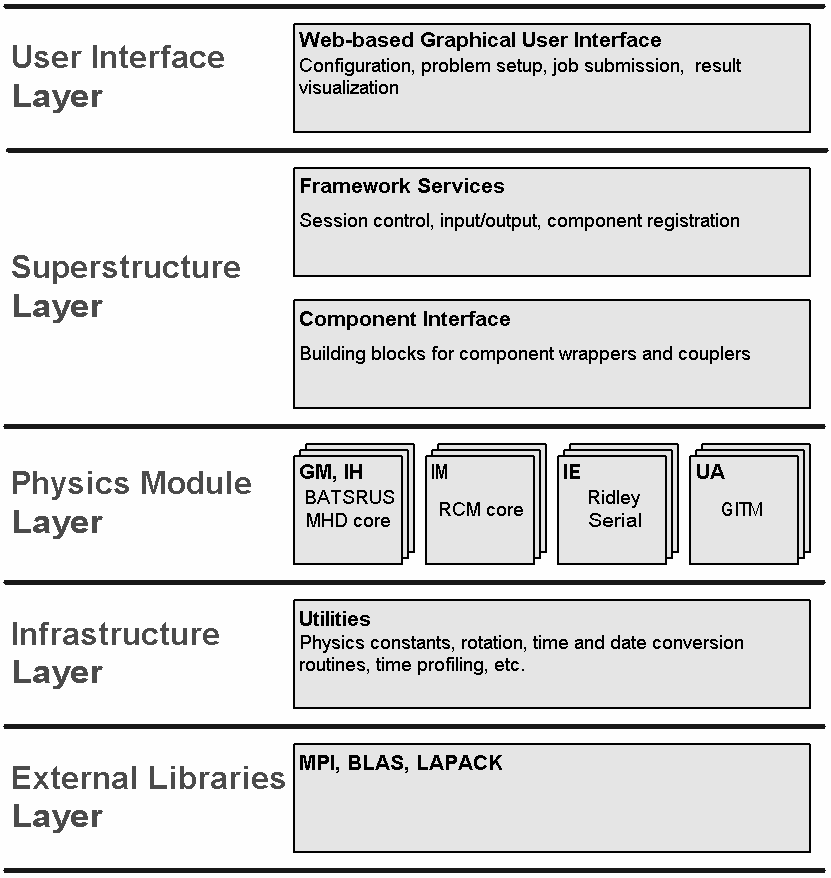 User Interface
Layer
Web-based Graphical User Interface
Configuration, problem setup, job submission, result
visualization
Superstructure
Layer
Framework Services
Session control, input/output, component registration
Component Interface
Building blocks for component wrappers and couplers
Physics Module
Layer
GM, IH
BATSRUS
MHD core
IM
RCM core
IE
Ridley
Serial
UA
GITM
Infrastructure
Layer
Utilities
Physics constants, rotation, time and date conversion
routines, time profiling, etc.
External Libraries
Layer
MPI, BLAS, LAPACK